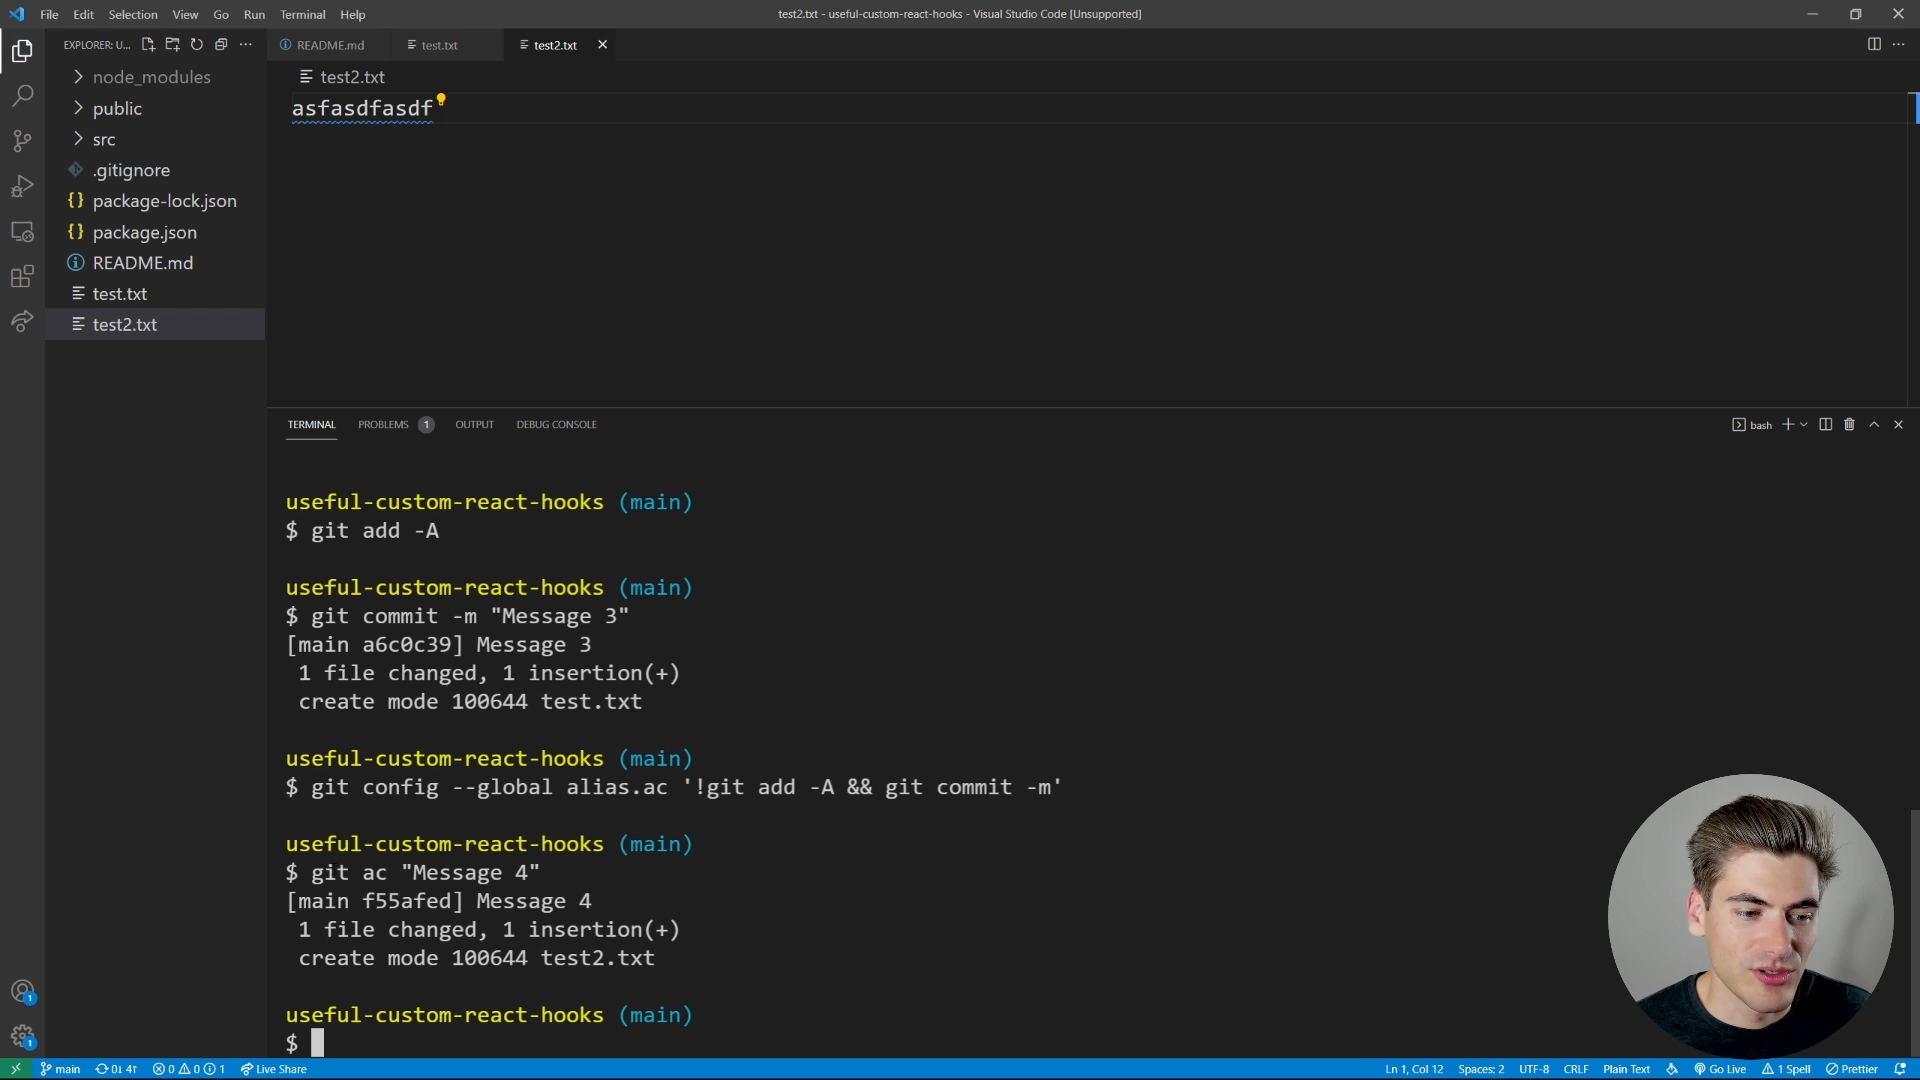 File Edit Selection View Go Run Terminal Help
test2.txt - useful-custom-react-hooks - Visual Studio Code [Unsupported]
EXPLORER: U...
README.md
test.txt
test2.txt
node_modules
public
src
.gitignore
package-lock.json
package.json
README.md
test.txt
test2.txt
test2.txt
asfasdfasdf
TERMINAL PROBLEMS 1 OUTPUT DEBUG CONSOLE
bash
useful-custom-react-hooks (main)
$ git add -A
useful-custom-react-hooks (main)
$ git commit -m "Message 3"
[main a6c0c39] Message 3
1 file changed, 1 insertion(+)
create mode 100644 test.txt
useful-custom-react-hooks (main)
$ git config --global alias.ac '!git add -A && git commit -m'
useful-custom-react-hooks (main)
$ git ac "Message 4"
[main f55afed] Message 4
1 file changed, 1 insertion(+)
create mode 100644 test2.txt
useful-custom-react-hooks (main)
$
1
1
main 0↓ 4↑ 0 0 1 Live Share
Ln 1, Col 12 Spaces: 2 UTF-8 CRLF Plain Text Go Live 1 Spell Prettier